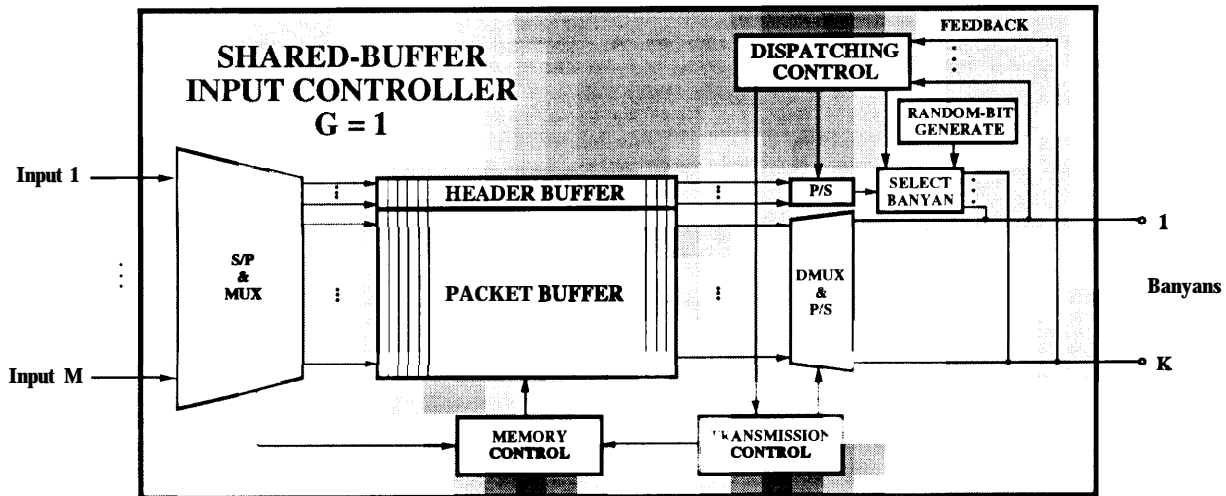 SHARED-BUFFER
INPUT CONTROLLER
G = 1
FEEDBACK
DISPATCHING
CONTROL
RANDOM-BIT
GENERATE
Input 1
HEADER BUFFER
P/S
SELECT
BANYAN
1
S/P
&
MUX
PACKET BUFFER
DMUX
&
P/S
Banyans
Input M
K
MEMORY
CONTROL
TRANSMISSION
CONTROL